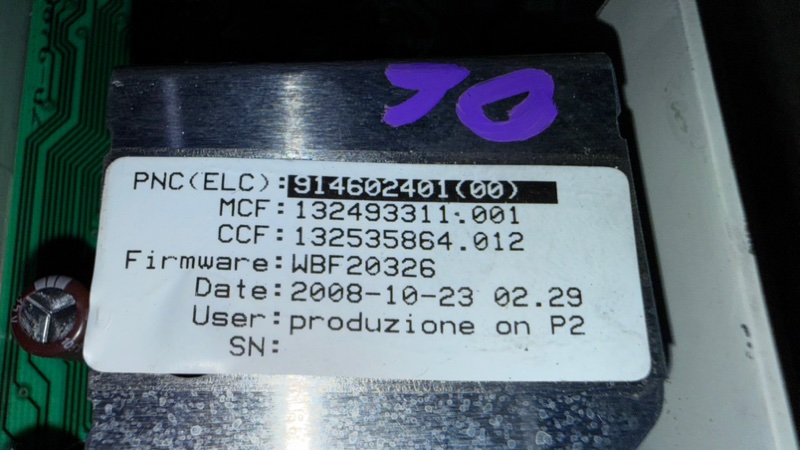 70
PNC(ELC):914602401(00)
MCF:132493311.001
CCF:132535864.012
Firmware:WBF20326
Date:2008-10-23 02.29
User:produzione on P2
SN: